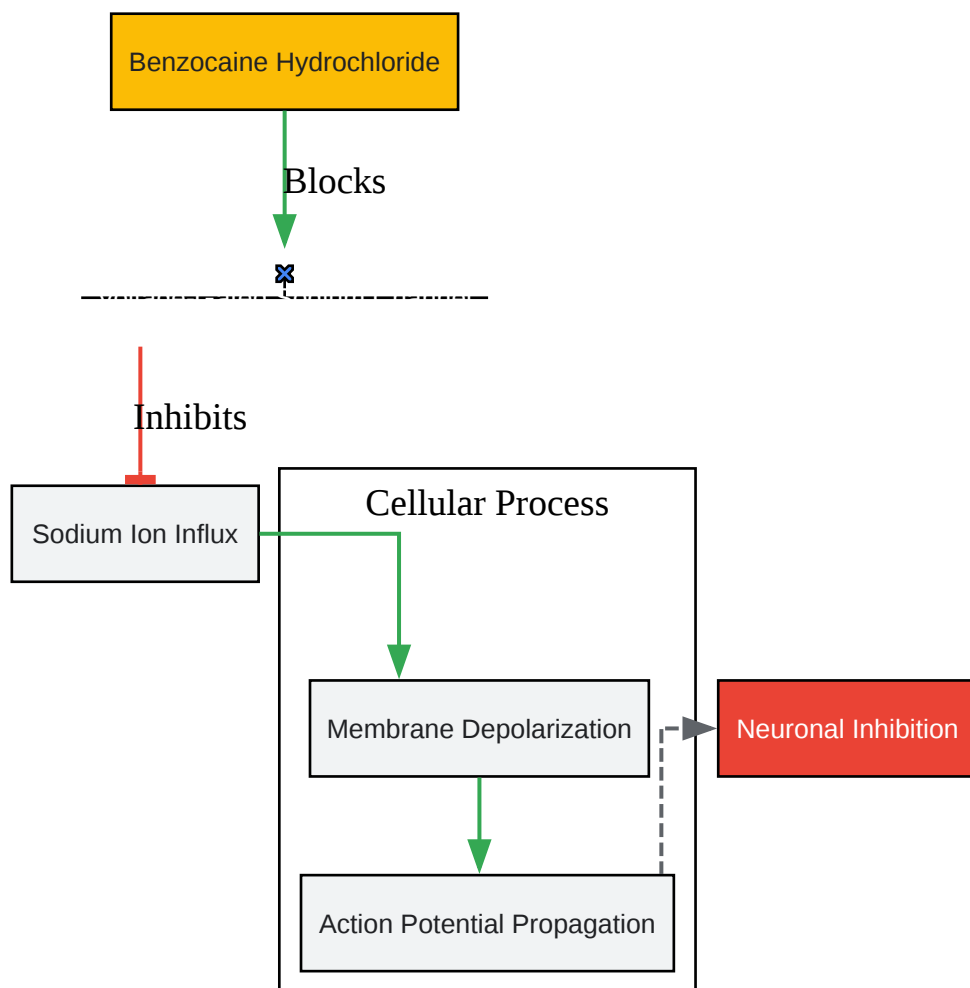 Benzocaine Hydrochloride
Blocks
Inhibits
Sodium Ion Influx
Cellular Process
Membrane Depolarization
Neuronal Inhibition
Action Potential Propagation